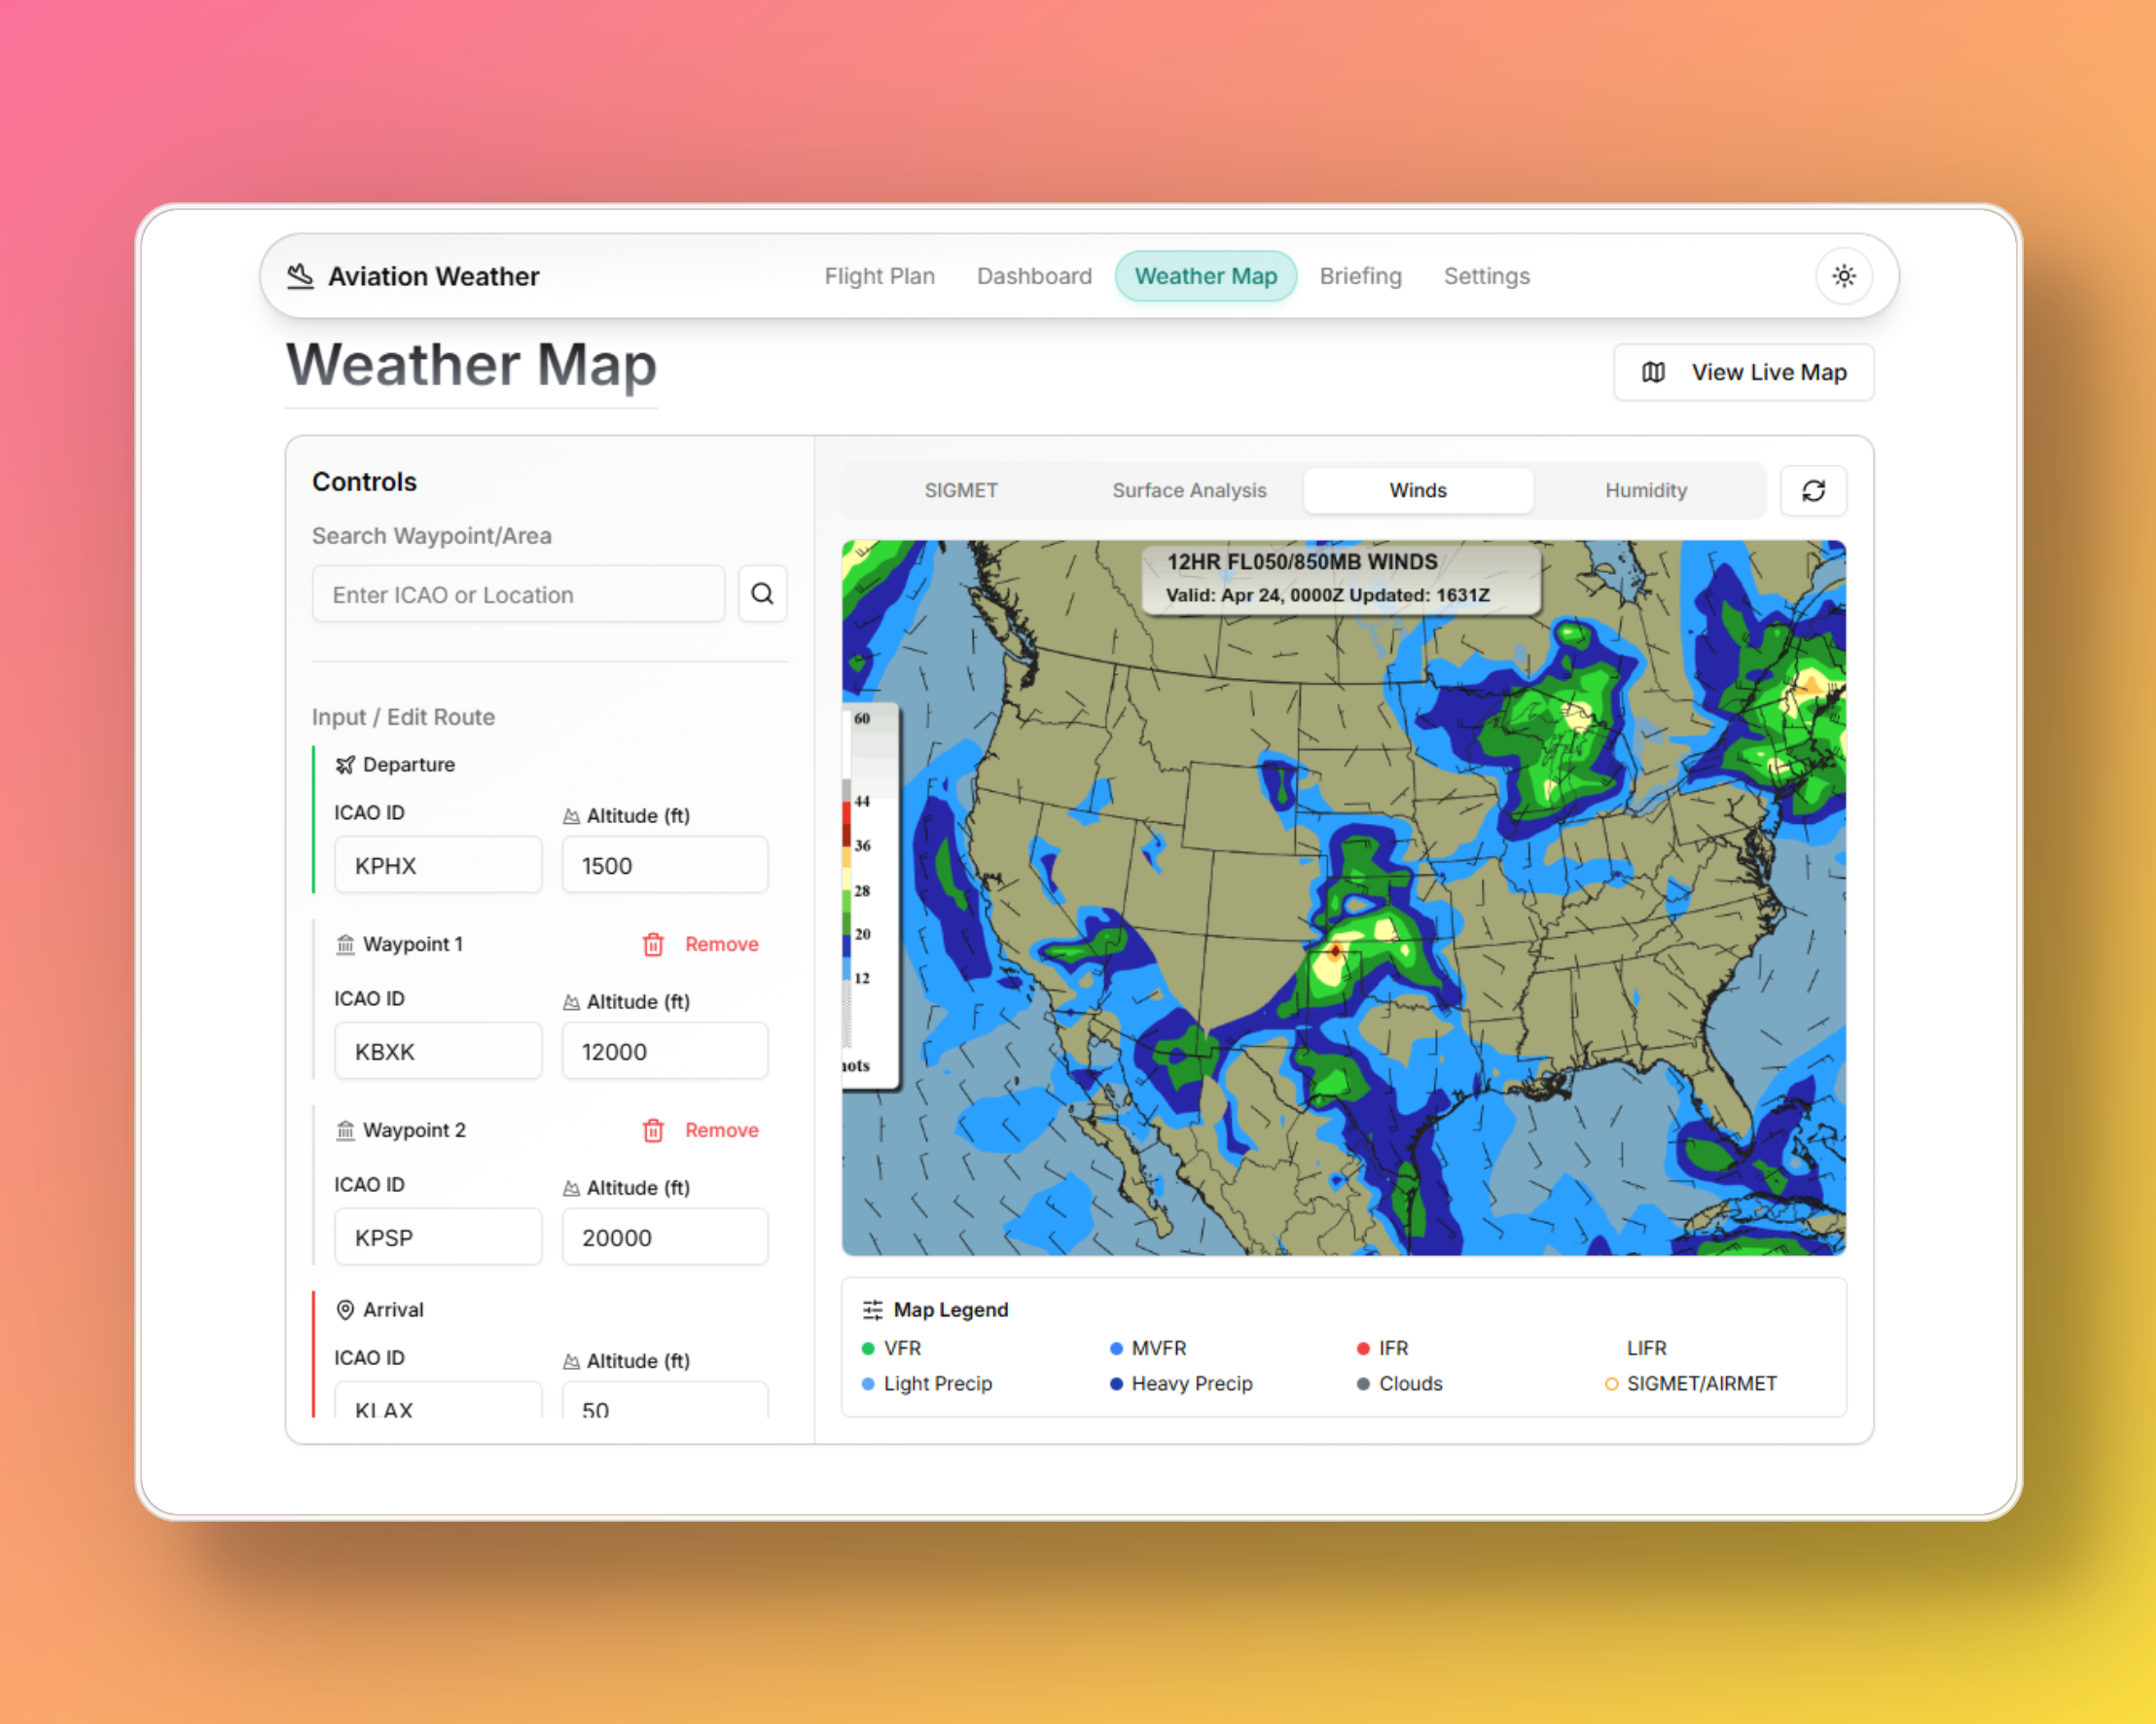 Aviation Weather
Flight Plan
Dashboard
Weather Map
Briefing
Settings
Weather Map
View Live Map
Controls
Search Waypoint/Area
Enter ICAO or Location
Input / Edit Route
Departure
ICAO ID
Altitude (ft)
KPHX
1500
Waypoint 1
Remove
ICAO ID
Altitude (ft)
KBXK
12000
Waypoint 2
Remove
ICAO ID
Altitude (ft)
KPSP
20000
Arrival
ICAO ID
Altitude (ft)
KLAX
50
SIGMET
Surface Analysis
Winds
Humidity
12HR FL050/850MB WINDS
Valid: Apr 24, 0000Z Updated: 1631Z
60
44
36
28
20
12
nots
Map Legend
VFR
MVFR
IFR
LIFR
Light Precip
Heavy Precip
Clouds
SIGMET/AIRMET